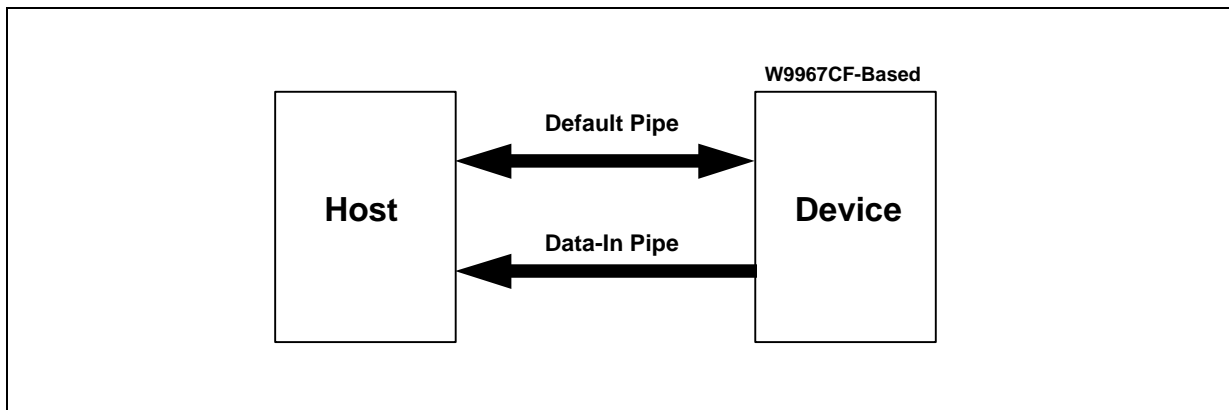 W9967CF-Based
Default Pipe
Host
Device
Data-In Pipe